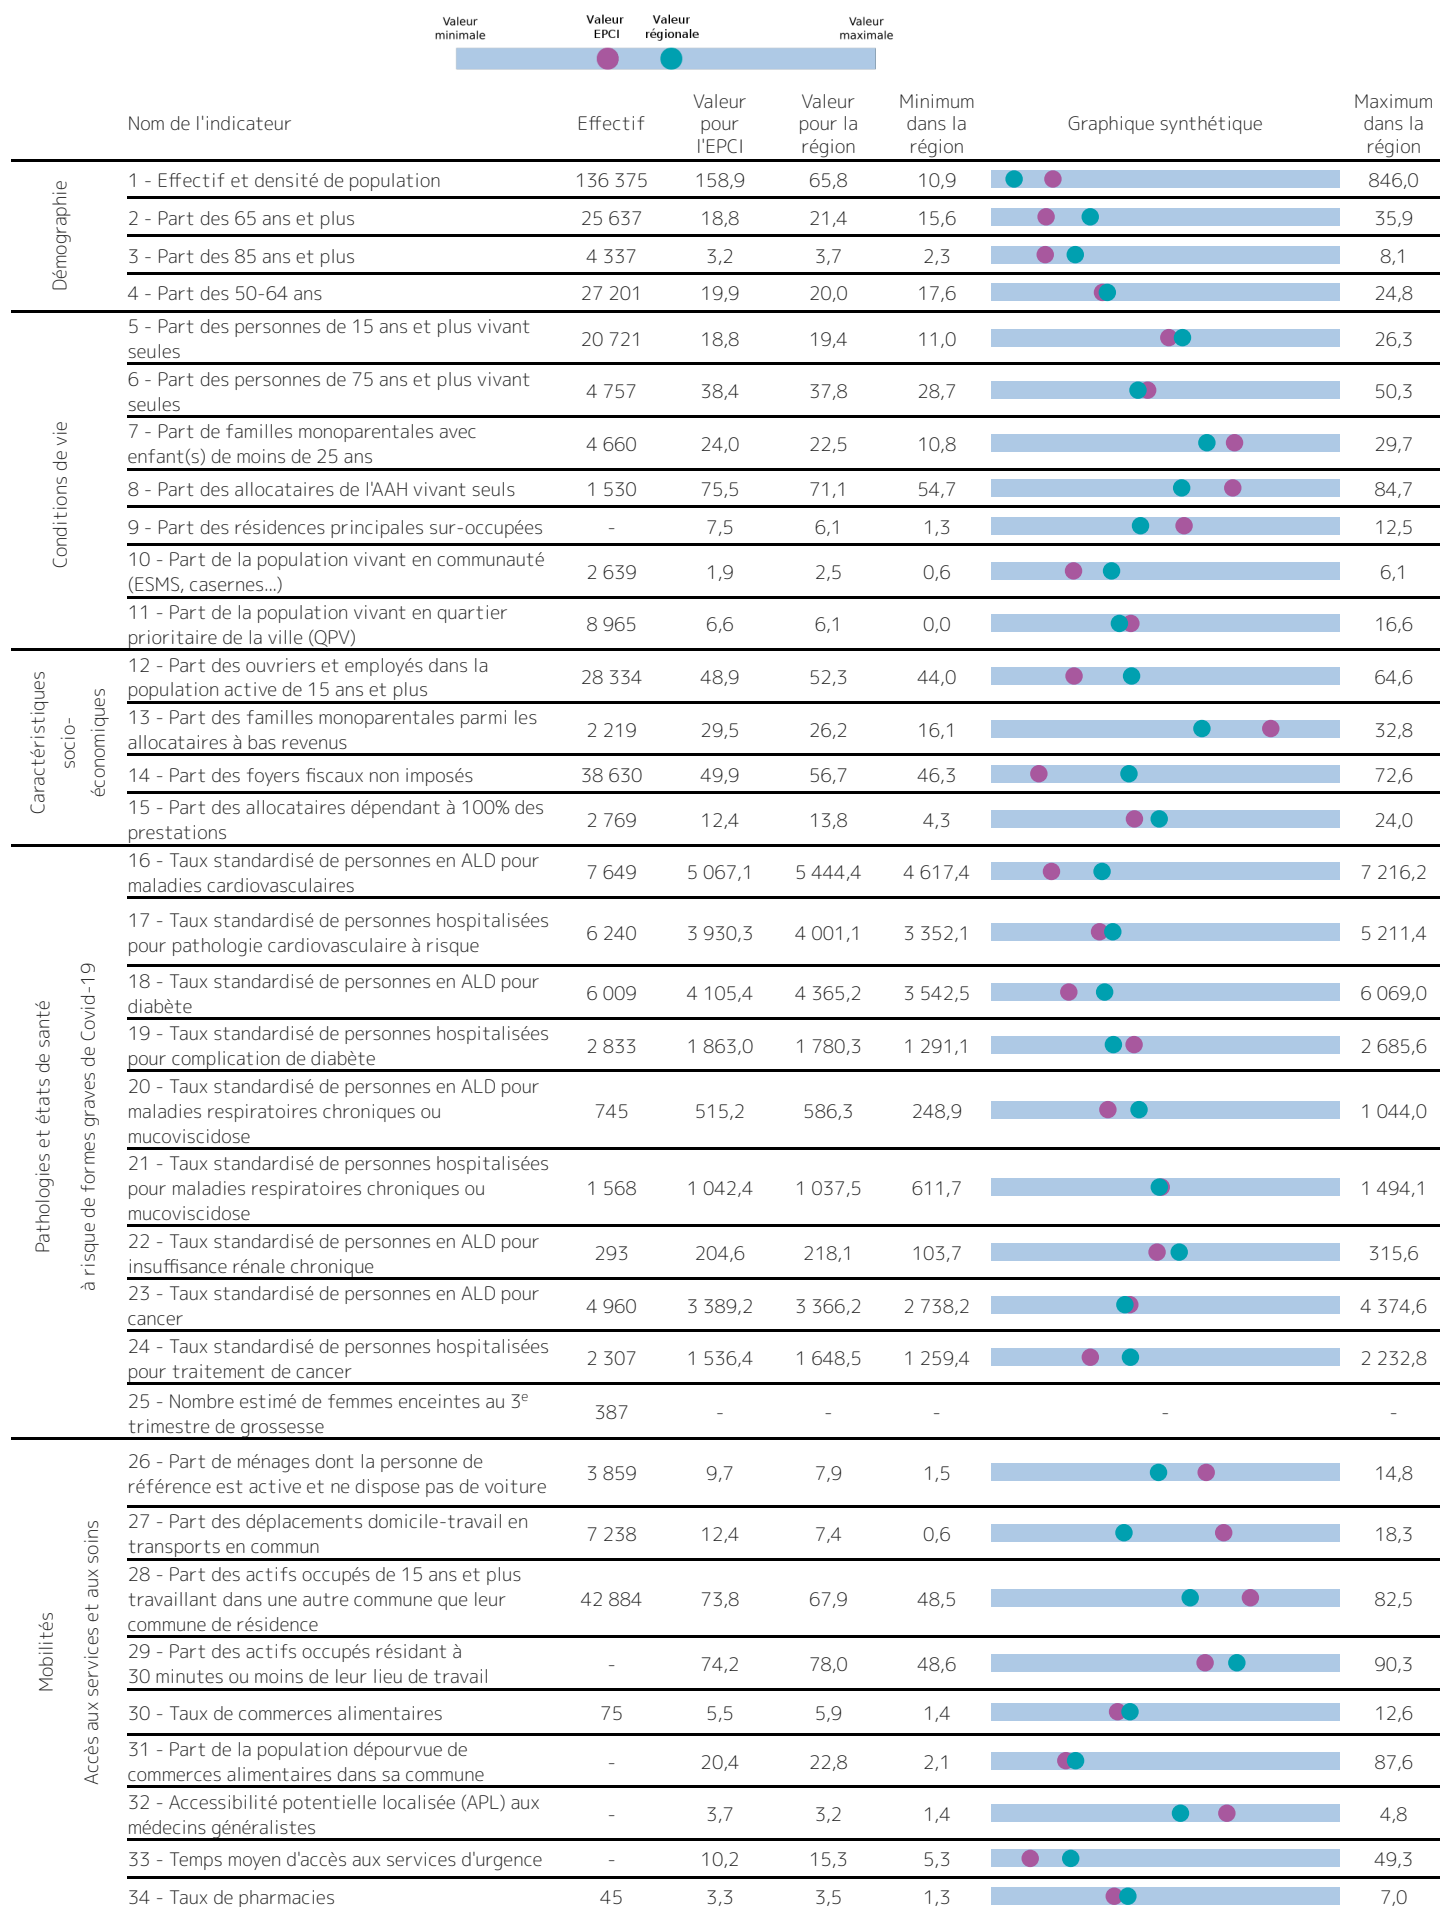 Valeur minimale
Valeur EPCI
Valeur régionale
Valeur maximale
Nom de l'indicateur
Effectif
Valeur pour l'EPCI
Valeur pour la région
Minimum dans la région
Graphique synthétique
Maximum dans la région
Démographie
1 - Effectif et densité de population 136 375 158,9 65,8 10,9 846,0
2 - Part des 65 ans et plus 25 637 18,8 21,4 15,6 35,9
3 - Part des 85 ans et plus 4 337 3,2 3,7 2,3 8,1
4 - Part des 50-64 ans 27 201 19,9 20,0 17,6 24,8
Conditions de vie
5 - Part des personnes de 15 ans et plus vivant
seules 20 721 18,8 19,4 11,0 26,3
6 - Part des personnes de 75 ans et plus vivant
seules 4 757 38,4 37,8 28,7 50,3
7 - Part de familles monoparentales avec
enfant(s) de moins de 25 ans 4 660 24,0 22,5 10,8 29,7
8 - Part des allocataires de l'AAH vivant seuls 1 530 75,5 71,1 54,7 84,7
9 - Part des résidences principales sur-occupées - 7,5 6,1 1,3 12,5
10 - Part de la population vivant en communauté
(ESMS, casernes...) 2 639 1,9 2,5 0,6 6,1
11 - Part de la population vivant en quartier
prioritaire de la ville (QPV) 8 965 6,6 6,1 0,0 16,6
Caractéristiques
socio-
économiques
12 - Part des ouvriers et employés dans la
population active de 15 ans et plus 28 334 48,9 52,3 44,0 64,6
13 - Part des familles monoparentales parmi les
allocataires à bas revenus 2 219 29,5 26,2 16,1 32,8
14 - Part des foyers fiscaux non imposés 38 630 49,9 56,7 46,3 72,6
15 - Part des allocataires dépendant à 100% des
prestations 2 769 12,4 13,8 4,3 24,0
Pathologies et états de santé
à risque de formes graves de Covid-19
16 - Taux standardisé de personnes en ALD pour
maladies cardiovasculaires 7 649 5 067,1 5 444,4 4 617,4 7 216,2
17 - Taux standardisé de personnes hospitalisées
pour pathologie cardiovasculaire à risque 6 240 3 930,3 4 001,1 3 352,1 5 211,4
18 - Taux standardisé de personnes en ALD pour
diabète 6 009 4 105,4 4 365,2 3 542,5 6 069,0
19 - Taux standardisé de personnes hospitalisées
pour complication de diabète 2 833 1 863,0 1 780,3 1 291,1 2 685,6
20 - Taux standardisé de personnes en ALD pour
maladies respiratoires chroniques ou
mucoviscidose 745 515,2 586,3 248,9 1 044,0
21 - Taux standardisé de personnes hospitalisées
pour maladies respiratoires chroniques ou
mucoviscidose 1 568 1 042,4 1 037,5 611,7 1 494,1
22 - Taux standardisé de personnes en ALD pour
insuffisance rénale chronique 293 204,6 218,1 103,7 315,6
23 - Taux standardisé de personnes en ALD pour
cancer 4 960 3 389,2 3 366,2 2 738,2 4 374,6
24 - Taux standardisé de personnes hospitalisées
pour traitement de cancer 2 307 1 536,4 1 648,5 1 259,4 2 232,8
25 - Nombre estimé de femmes enceintes au 3e
trimestre de grossesse 387 - - - - -
Mobilités
Accès aux services et aux soins
26 - Part de ménages dont la personne de
référence est active et ne dispose pas de voiture 3 859 9,7 7,9 1,5 14,8
27 - Part des déplacements domicile-travail en
transports en commun 7 238 12,4 7,4 0,6 18,3
28 - Part des actifs occupés de 15 ans et plus
travaillant dans une autre commune que leur
commune de résidence 42 884 73,8 67,9 48,5 82,5
29 - Part des actifs occupés résidant à
30 minutes ou moins de leur lieu de travail - 74,2 78,0 48,6 90,3
30 - Taux de commerces alimentaires 75 5,5 5,9 1,4 12,6
31 - Part de la population dépourvue de
commerces alimentaires dans sa commune - 20,4 22,8 2,1 87,6
32 - Accessibilité potentielle localisée (APL) aux
médecins généralistes - 3,7 3,2 1,4 4,8
33 - Temps moyen d'accès aux services d'urgence - 10,2 15,3 5,3 49,3
34 - Taux de pharmacies 45 3,3 3,5 1,3 7,0